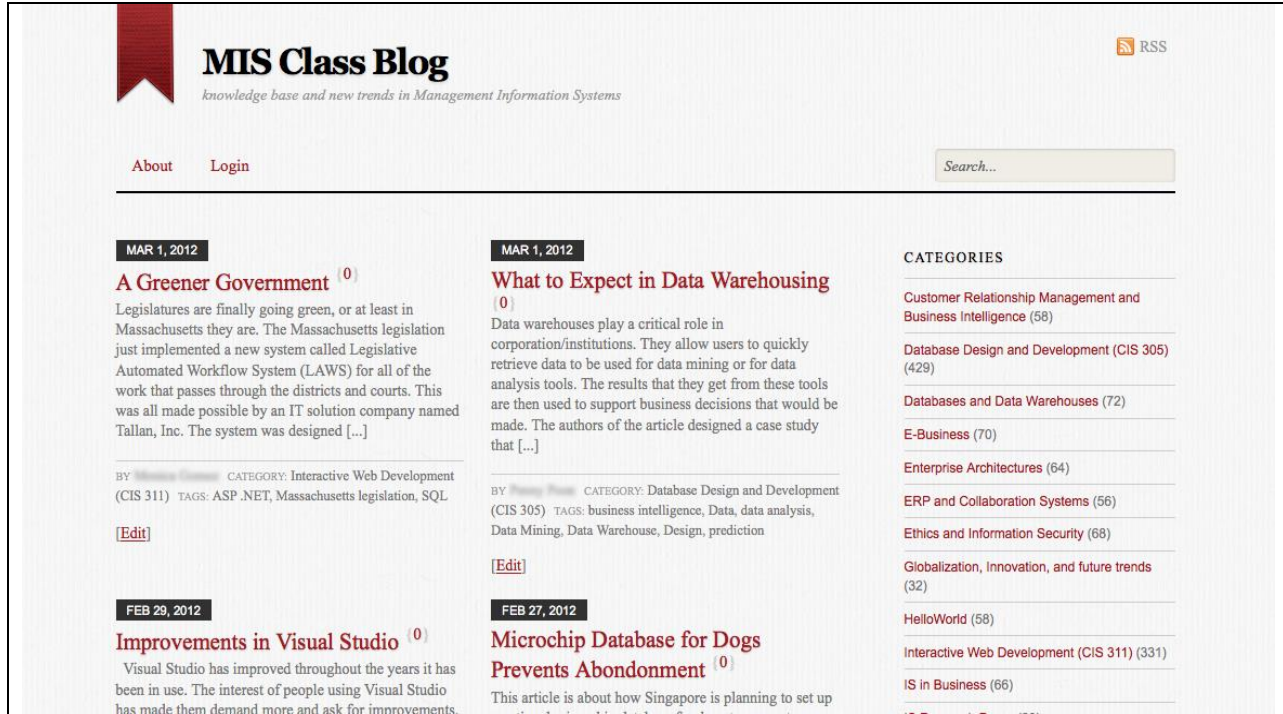 MIS Class Blog
knowledge base and new trends in Management Information Systems
RSS
About Login
Search...
MAR 1, 2012
A Greener Government {0}
Legislatures are finally going green, or at least in
Massachusetts they are. The Massachusetts legislation
just implemented a new system called Legislative
Automated Workflow System (LAWS) for all of the
work that passes through the districts and courts. This
was all made possible by an IT solution company named
Tallan, Inc. The system was designed [...]
BY CATEGORY: Interactive Web Development
(CIS 311) TAGS: ASP .NET, Massachusetts legislation, SQL
[Edit]
MAR 1, 2012
What to Expect in Data Warehousing
{0}
Data warehouses play a critical role in
corporation/institutions. They allow users to quickly
retrieve data to be used for data mining or for data
analysis tools. The results that they get from these tools
are then used to support business decisions that would be
made. The authors of the article designed a case study
that [...]
BY CATEGORY: Database Design and Development
(CIS 305) TAGS: business intelligence, Data, data analysis,
Data Mining, Data Warehouse, Design, prediction
[Edit]
FEB 29, 2012
Improvements in Visual Studio {0}
Visual Studio has improved throughout the years it has
been in use. The interest of people using Visual Studio
has made them demand more and ask for improvements.
FEB 27, 2012
Microchip Database for Dogs
Prevents Abondonment {0}
This article is about how Singapore is planning to set up
CATEGORIES
Customer Relationship Management and
Business Intelligence (58)
Database Design and Development (CIS 305)
(429)
Databases and Data Warehouses (72)
E-Business (70)
Enterprise Architectures (64)
ERP and Collaboration Systems (56)
Ethics and Information Security (68)
Globalization, Innovation, and future trends
(32)
HelloWorld (58)
Interactive Web Development (CIS 311) (331)
IS in Business (66)